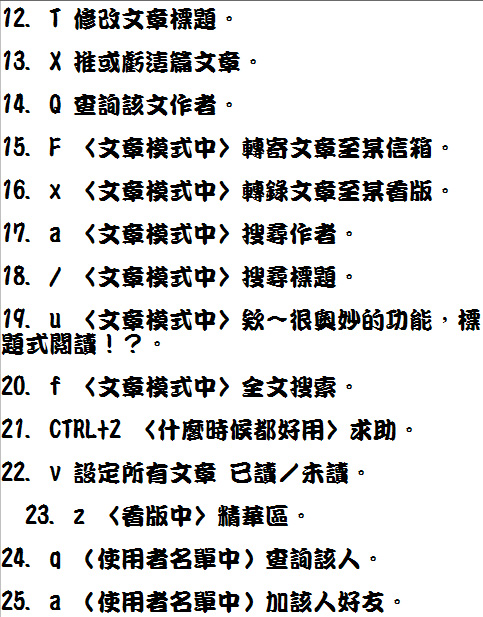 12. T 修改文章標題。
13. X 推或虧這篇文章。
14. Q 查詢該文作者。
15. F 〈文章模式中〉轉寄文章至某信箱。
16. x 〈文章模式中〉轉錄文章至某看版。
17. a 〈文章模式中〉搜尋作者。
18. / 〈文章模式中〉搜尋標題。
19. u 〈文章模式中〉欸～很奧妙的功能，標
題式閱讀！？。
20. f 〈文章模式中〉全文搜索。
21. CTRL+Z 〈什麼時候都好用〉求助。
22. v 設定所有文章 已讀／未讀。
23. z 〈看版中〉精華區。
24. q （使用者名單中）查詢該人。
25. a （使用者名單中）加該人好友。